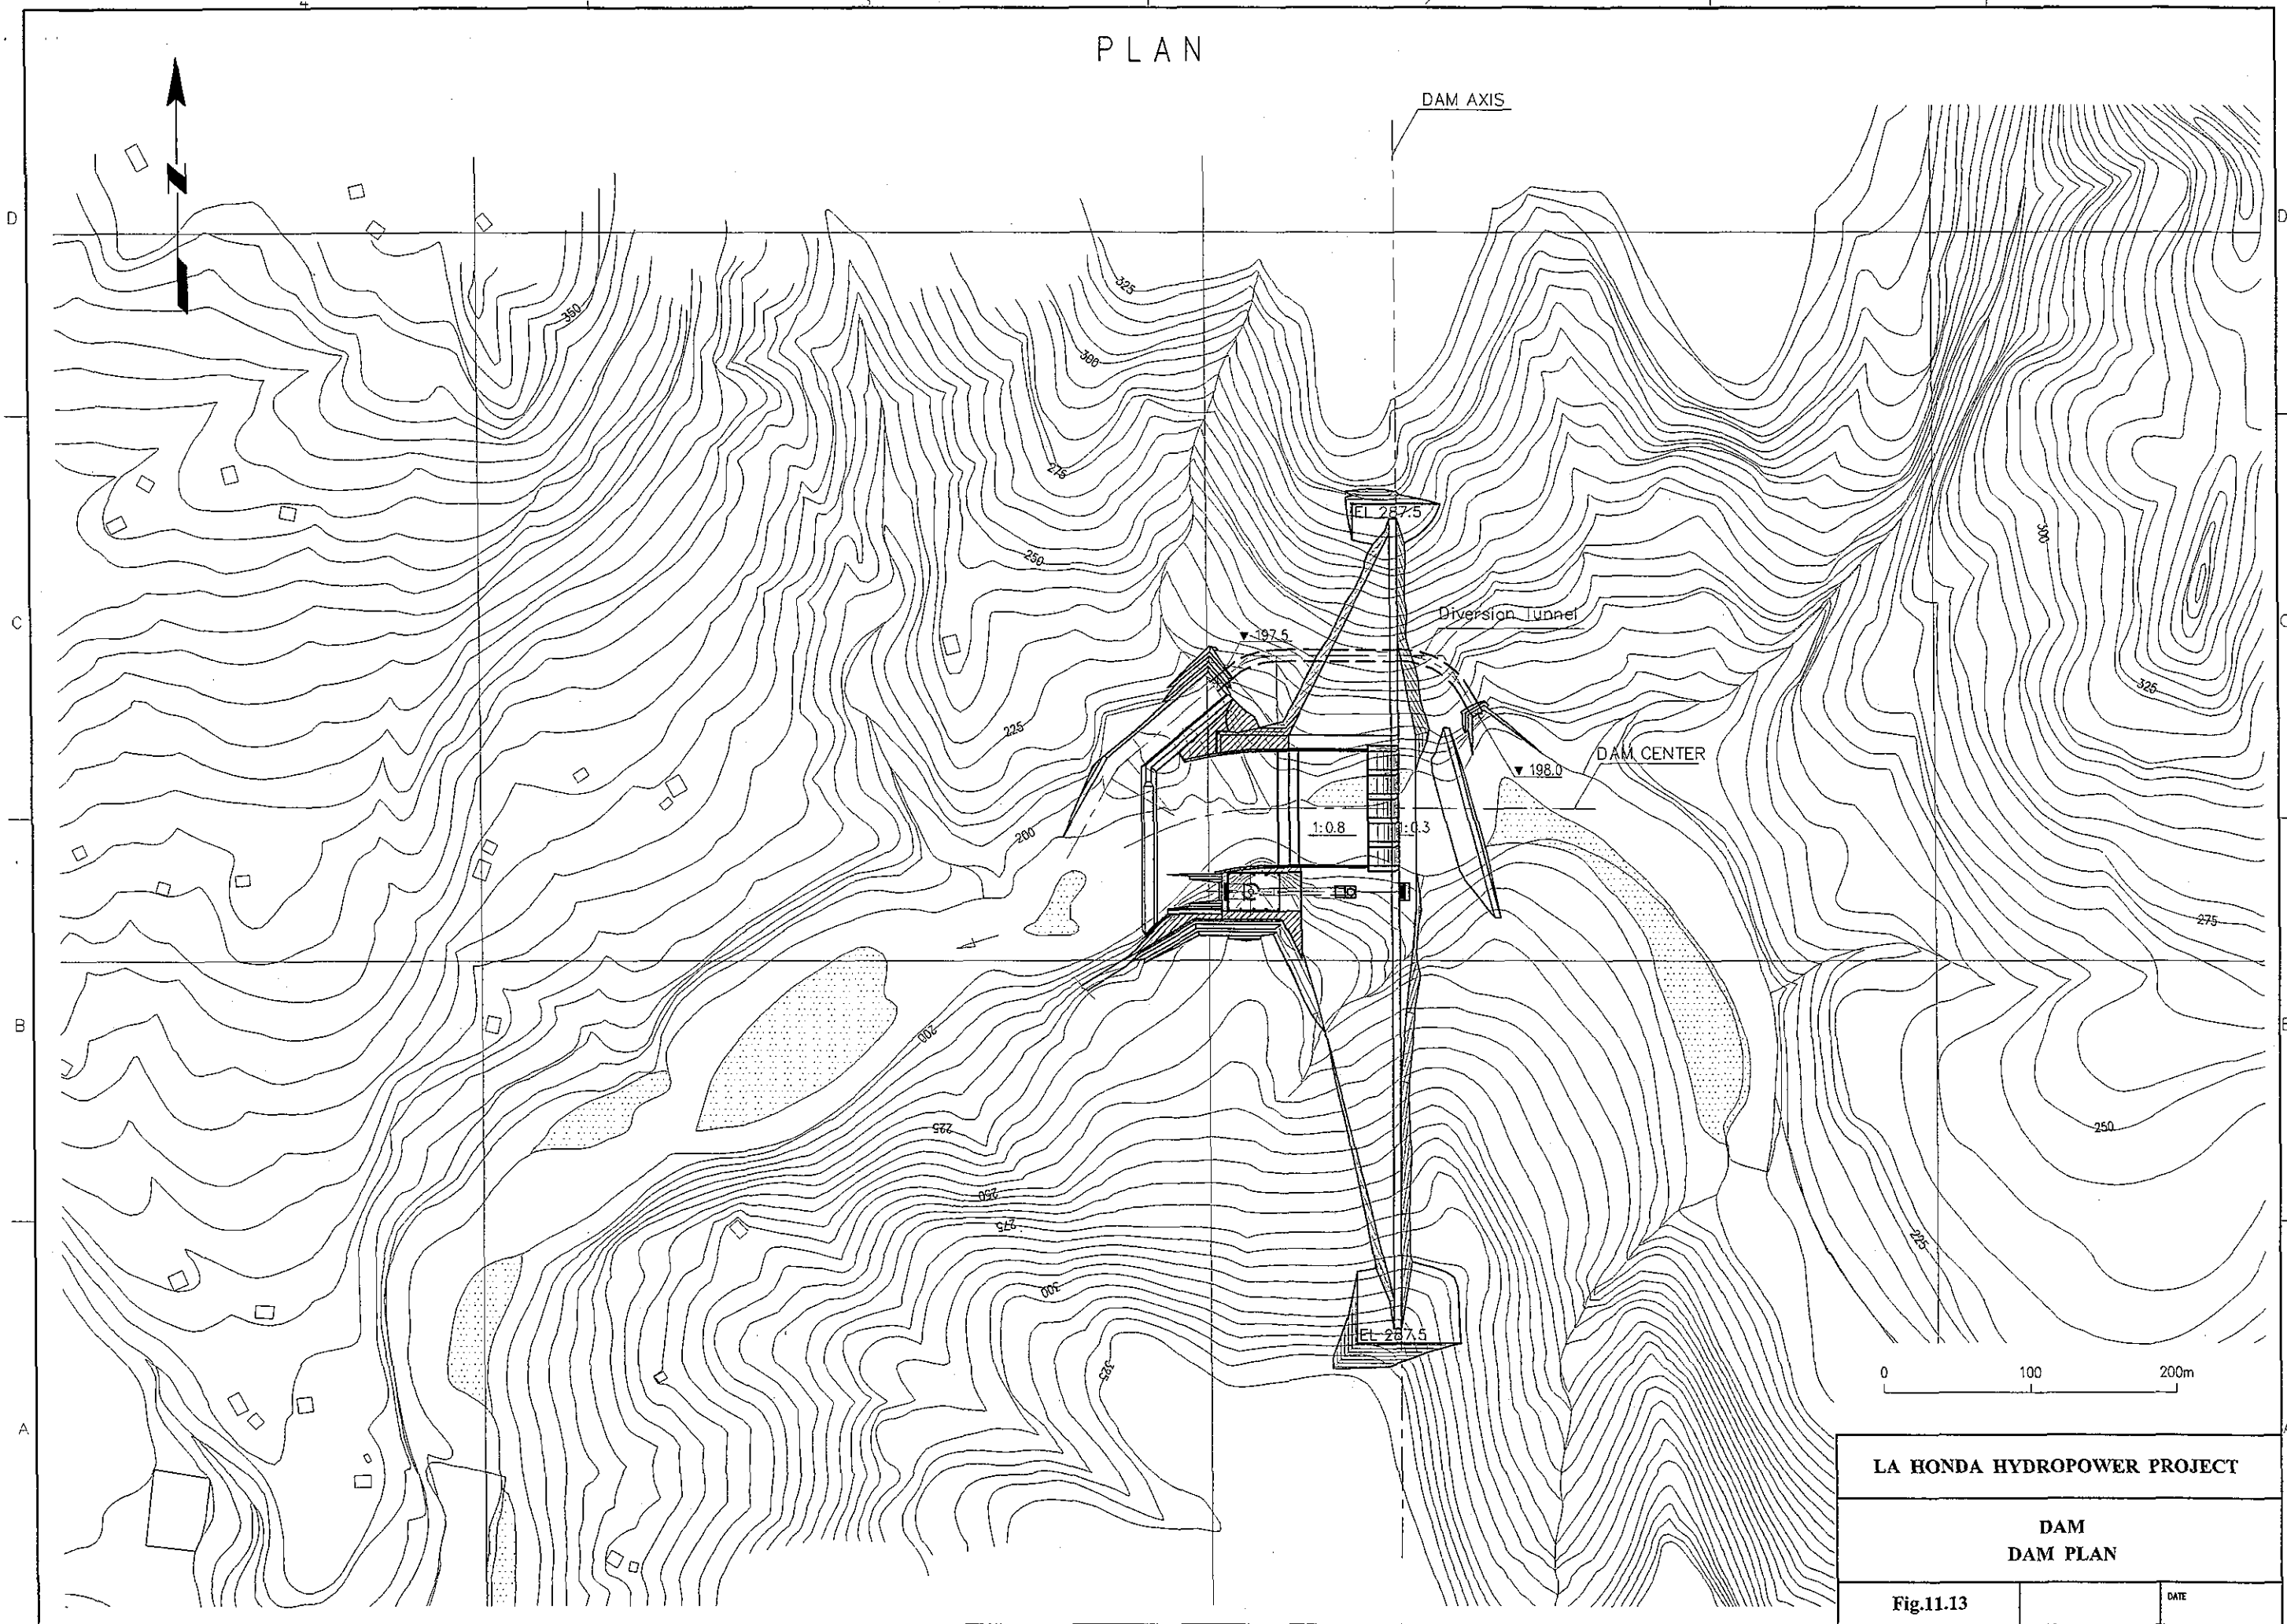 4
PLAN
DAM AXIS
N
D
D
325
350
300
275
EL 287.5
250
300
C
Diversion Tunnel
197.5
325
225
DAM CENTER
198.0
200
1:0.8
1:0.3
275
B
200
225
250
250
275
225
300
EL 287.5
325
0 100 200m
A
LA HONDA HYDROPOWER PROJECT
DAM
DAM PLAN
Fig.11.13
DATE